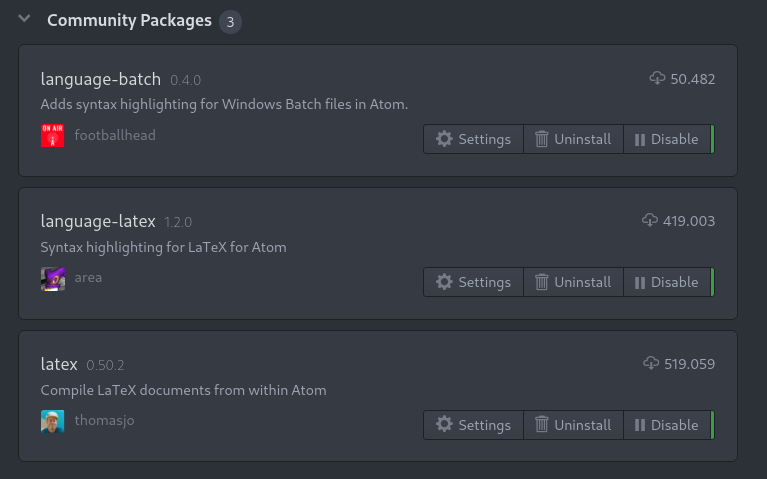 Community Packages 3
language-batch 0.4.0 50.482
Adds syntax highlighting for Windows Batch files in Atom.
ON AIR
footballhead Settings Uninstall Disable
language-latex 1.2.0 419.003
Syntax highlighting for LaTeX for Atom
area Settings Uninstall Disable
latex 0.50.2 519.059
Compile LaTeX documents from within Atom
thomasjo Settings Uninstall Disable